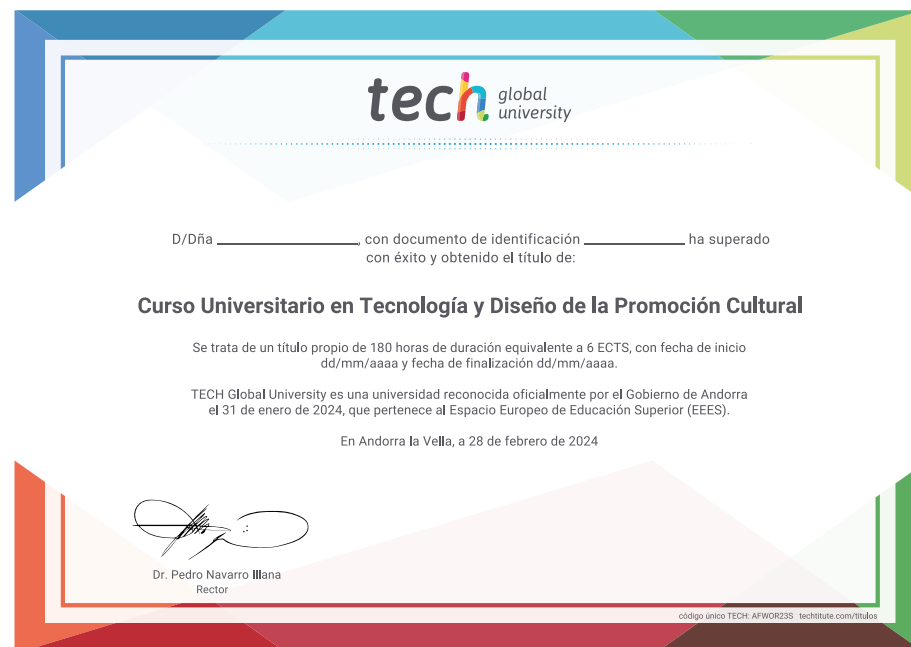 tech global university
D/Dña ____________________, con documento de identificación ______________ ha superado
con éxito y obtenido el título de:
Curso Universitario en Tecnología y Diseño de la Promoción Cultural
Se trata de un título propio de 180 horas de duración equivalente a 6 ECTS, con fecha de inicio
dd/mm/aaaa y fecha de finalización dd/mm/aaaa.
TECH Global University es una universidad reconocida oficialmente por el Gobierno de Andorra
el 31 de enero de 2024, que pertenece al Espacio Europeo de Educación Superior (EEES).
En Andorra la Vella, a 28 de febrero de 2024
Dr. Pedro Navarro Illana
Rector
código único TECH: AFWOR23S techtitute.com/titulos